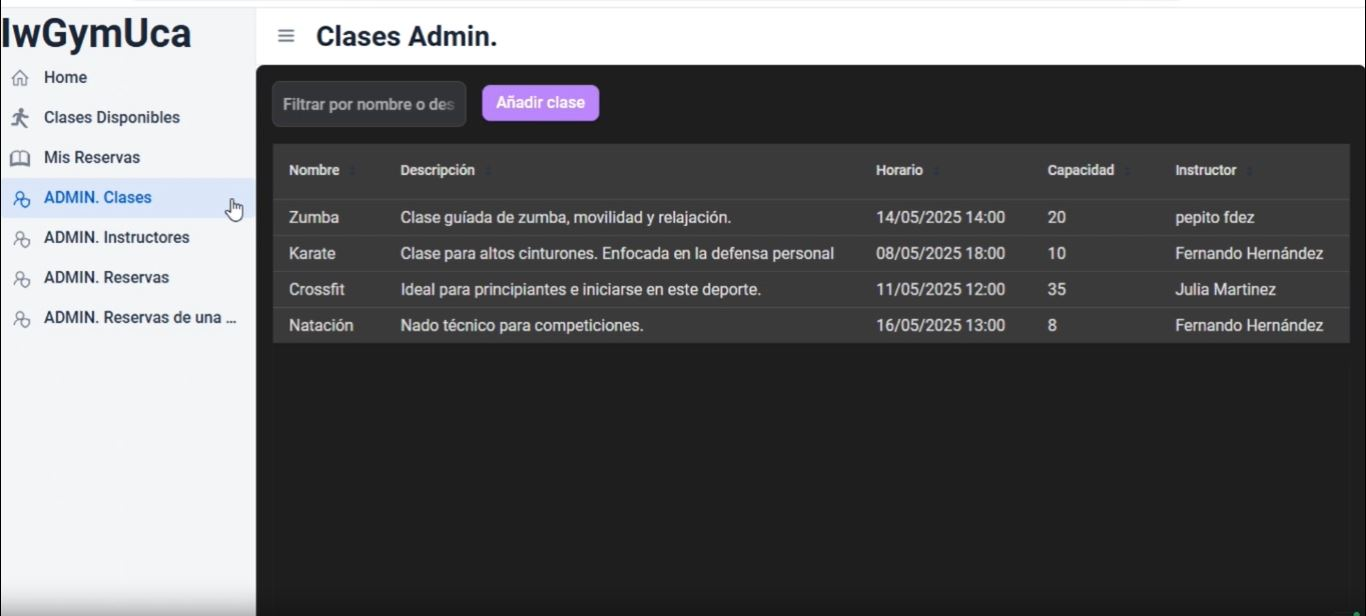 IwGymUca
Home
Clases Disponibles
Mis Reservas
ADMIN. Clases
ADMIN. Instructores
ADMIN. Reservas
ADMIN. Reservas de una ...
Clases Admin.
Filtrar por nombre o des
Añadir clase
Nombre Descripción Horario Capacidad Instructor
Zumba Clase guíada de zumba, movilidad y relajación. 14/05/2025 14:00 20 pepito fdez
Karate Clase para altos cinturones. Enfocada en la defensa personal 08/05/2025 18:00 10 Fernando Hernández
Crossfit Ideal para principiantes e iniciarse en este deporte. 11/05/2025 12:00 35 Julia Martinez
Natación Nado técnico para competiciones. 16/05/2025 13:00 8 Fernando Hernández